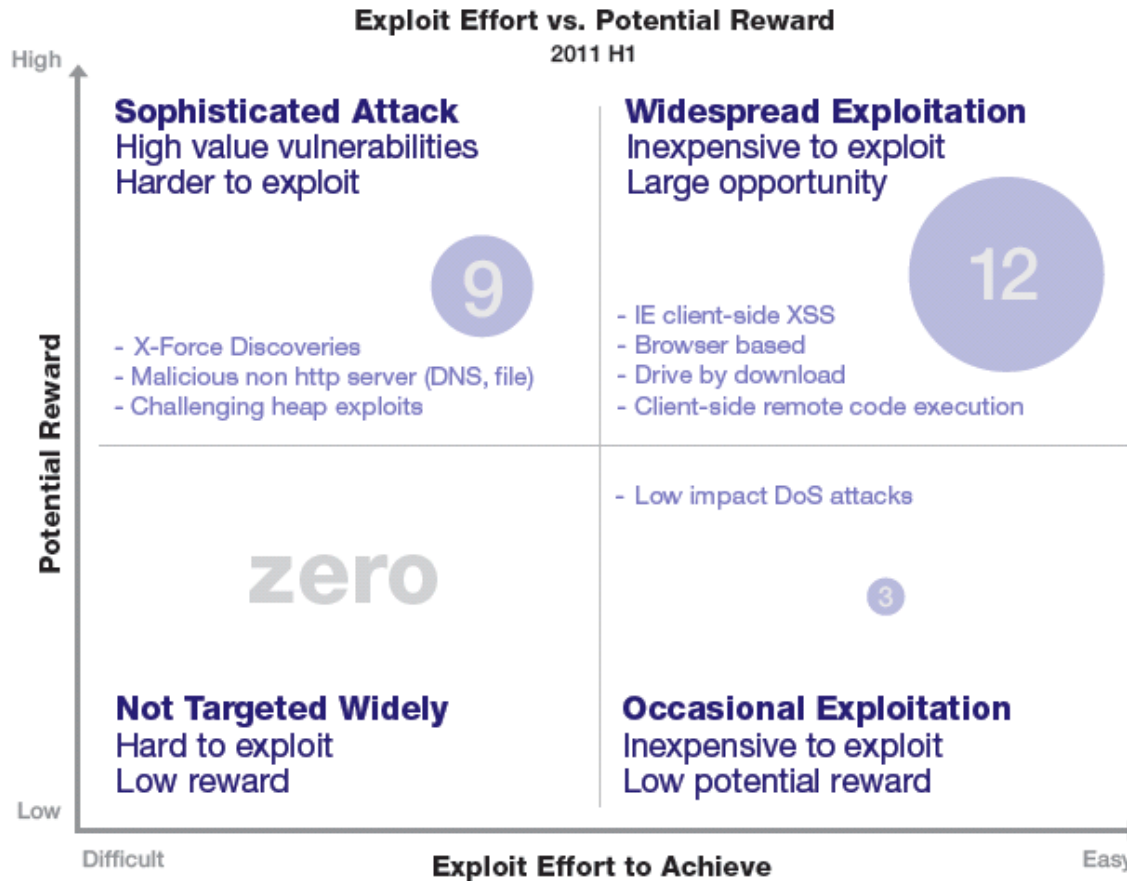 Exploit Effort vs. Potential Reward
2011 H1
High
Sophisticated Attack
High value vulnerabilities
Harder to exploit
9
- X-Force Discoveries
- Malicious non http server (DNS, file)
- Challenging heap exploits
Widespread Exploitation
Inexpensive to exploit
Large opportunity
12
- IE client-side XSS
- Browser based
- Drive by download
- Client-side remote code execution
Potential Reward
zero
Not Targeted Widely
Hard to exploit
Low reward
- Low impact DoS attacks
3
Occasional Exploitation
Inexpensive to exploit
Low potential reward
Low
Difficult
Exploit Effort to Achieve
Easy